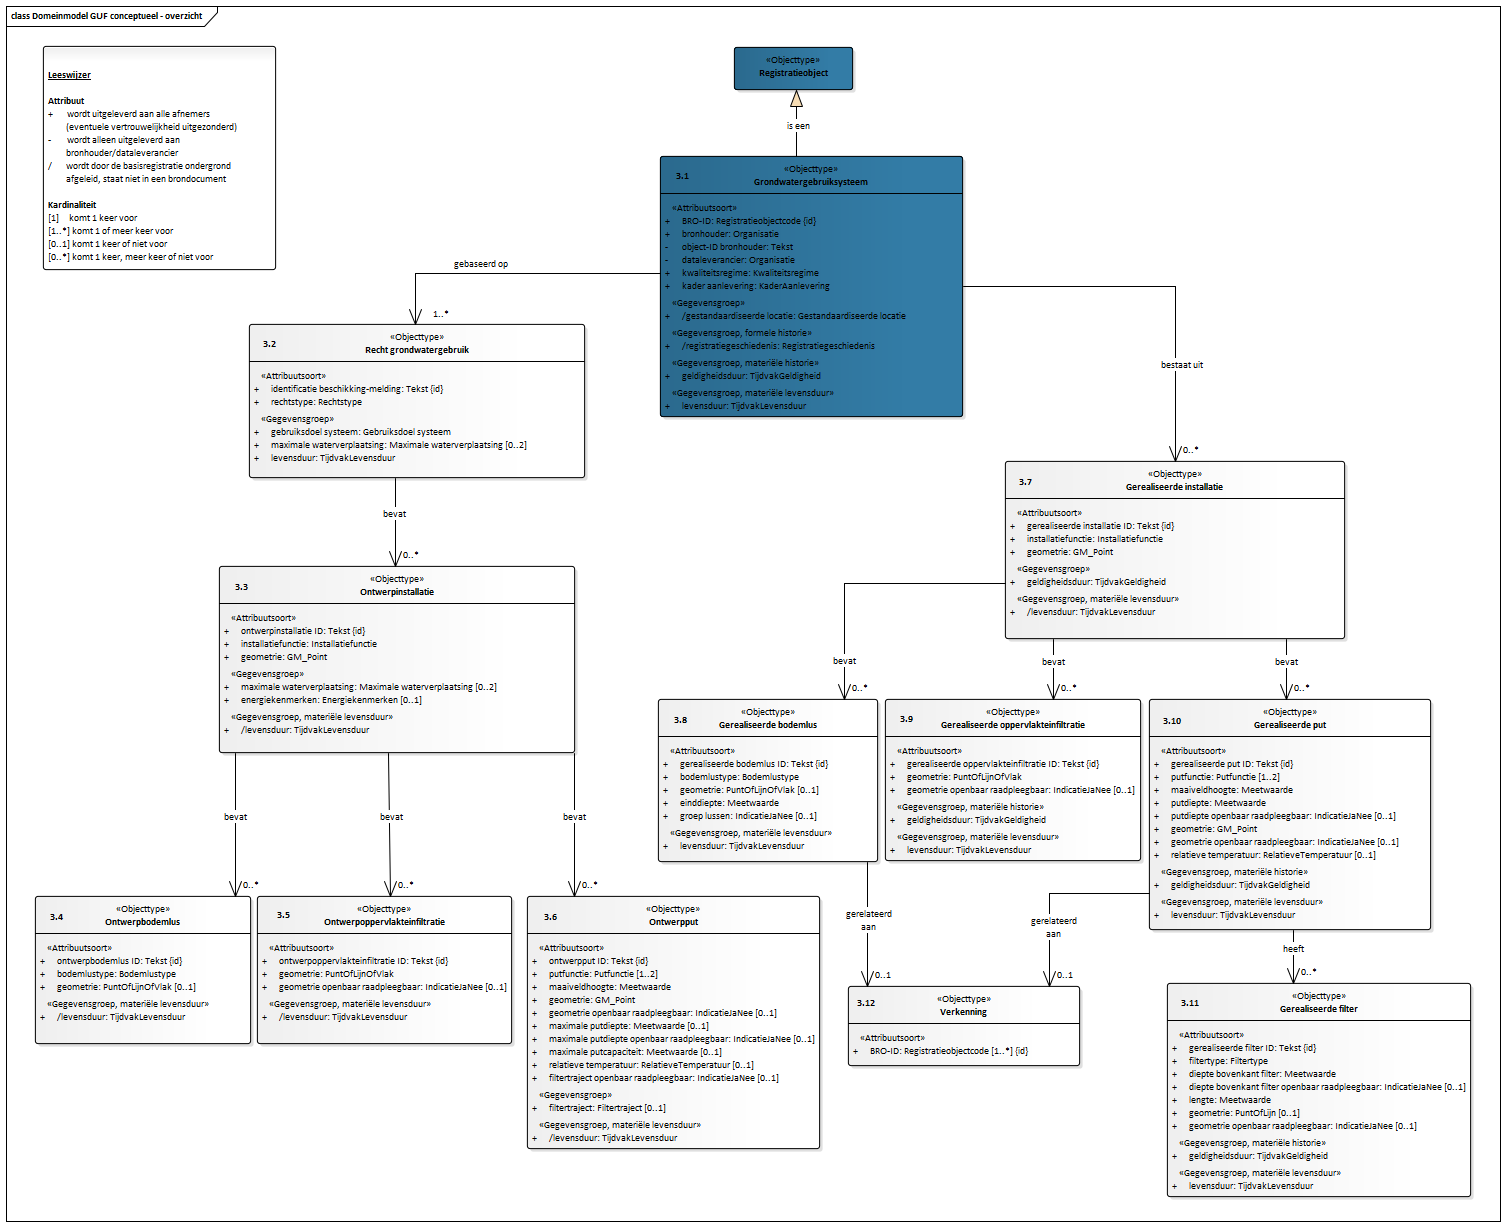 class Domeinmodel GUF conceptueel - overzicht
Leeswijzer
Attribuut
+ wordt uitgeleverd aan alle afnemers
(eventuele vertrouwelijkheid uitgezonderd)
- wordt alleen uitgeleverd aan
bronhouder/dataleverancier
/ wordt door de basisregistratie ondergrond
afgeleid, staat niet in een brondocument
Kardinaliteit
[1] komt 1 keer voor
[1..*] komt 1 of meer keer voor
[0..1] komt 1 keer of niet voor
[0..*] komt 1 keer, meer keer of niet voor
«Objecttype»
Registratieobject
is een
3.1
«Objecttype»
Grondwatergebruiksysteem
«Attribuutsoort»
+ BRO-ID: Registratieobjectcode {id}
+ bronhouder: Organisatie
- object-ID bronhouder: Tekst
- dataleverancier: Organisatie
+ kwaliteitsregime: Kwaliteitsregime
+ kader aanlevering: KaderAanlevering
«Gegevensgroep»
+ /gestandaardiseerde locatie: Gestandaardiseerde locatie
«Gegevensgroep, formele historie»
+ /registratiegeschiedenis: Registratiegeschiedenis
«Gegevensgroep, materiële historie»
+ geldigheidsduur: TijdvakGeldigheid
«Gegevensgroep, materiële levensduur»
+ levensduur: TijdvakLevensduur
gebaseerd op
1..*
bestaat uit
0..*
3.2
«Objecttype»
Recht grondwatergebruik
«Attribuutsoort»
+ identificatie beschikking-melding: Tekst {id}
+ rechtstype: Rechtstype
«Gegevensgroep»
+ gebruiksdoel systeem: Gebruiksdoel systeem
+ maximale waterverplaatsing: Maximale waterverplaatsing [0..2]
+ levensduur: TijdvakLevensduur
bevat
0..*
3.3
«Objecttype»
Ontwerpinstallatie
«Attribuutsoort»
+ ontwerpinstallatie ID: Tekst {id}
+ installatiefunctie: Installatiefunctie
+ geometrie: GM_Point
«Gegevensgroep»
+ maximale waterverplaatsing: Maximale waterverplaatsing [0..2]
+ energiekenmerken: Energiekenmerken [0..1]
«Gegevensgroep, materiële levensduur»
+ /levensduur: TijdvakLevensduur
bevat
0..*
bevat
0..*
bevat
0..*
3.4
«Objecttype»
Ontwerpbodemlus
«Attribuutsoort»
+ ontwerpbodemlus ID: Tekst {id}
+ bodemlustype: Bodemlustype
+ geometrie: PuntOfLijnOfVlak [0..1]
«Gegevensgroep, materiële levensduur»
+ /levensduur: TijdvakLevensduur
3.5
«Objecttype»
Ontwerpoppervlakteinfiltratie
«Attribuutsoort»
+ ontwerpoppervlakteinfiltratie ID: Tekst {id}
+ geometrie: PuntOfLijnOfVlak
+ geometrie openbaar raadpleegbaar: IndicatieJaNee [0..1]
«Gegevensgroep, materiële levensduur»
+ /levensduur: TijdvakLevensduur
3.6
«Objecttype»
Ontwerpput
«Attribuutsoort»
+ ontwerpput ID: Tekst {id}
+ putfunctie: Putfunctie [1..2]
+ maaiveldhoogte: Meetwaarde
+ geometrie: GM_Point
+ geometrie openbaar raadpleegbaar: IndicatieJaNee [0..1]
+ maximale putdiepte: Meetwaarde [0..1]
+ maximale putdiepte openbaar raadpleegbaar: IndicatieJaNee [0..1]
+ maximale putcapaciteit: Meetwaarde [0..1]
+ relatieve temperatuur: RelatieveTemperatuur [0..1]
+ filtertraject openbaar raadpleegbaar: IndicatieJaNee [0..1]
«Gegevensgroep»
+ filtertraject: Filtertraject [0..1]
«Gegevensgroep, materiële levensduur»
+ /levensduur: TijdvakLevensduur
3.7
«Objecttype»
Gerealiseerde installatie
«Attribuutsoort»
+ gerealiseerde installatie ID: Tekst {id}
+ installatiefunctie: Installatiefunctie
+ geometrie: GM_Point
«Gegevensgroep»
+ geldigheidsduur: TijdvakGeldigheid
«Gegevensgroep, materiële levensduur»
+ /levensduur: TijdvakLevensduur
bevat
0..*
bevat
0..*
bevat
0..*
3.8
«Objecttype»
Gerealiseerde bodemlus
«Attribuutsoort»
+ gerealiseerde bodemlus ID: Tekst {id}
+ bodemlustype: Bodemlustype
+ geometrie: PuntOfLijnOfVlak [0..1]
+ einddiepte: Meetwaarde
+ groep lussen: IndicatieJaNee [0..1]
«Gegevensgroep, materiële levensduur»
+ levensduur: TijdvakLevensduur
3.9
«Objecttype»
Gerealiseerde oppervlakteinfiltratie
«Attribuutsoort»
+ gerealiseerde oppervlakteinfiltratie ID: Tekst {id}
+ geometrie: PuntOfLijnOfVlak
+ geometrie openbaar raadpleegbaar: IndicatieJaNee [0..1]
«Gegevensgroep, materiële historie»
+ geldigheidsduur: TijdvakGeldigheid
«Gegevensgroep, materiële levensduur»
+ levensduur: TijdvakLevensduur
3.10
«Objecttype»
Gerealiseerde put
«Attribuutsoort»
+ gerealiseerde put ID: Tekst {id}
+ putfunctie: Putfunctie [1..2]
+ maaiveldhoogte: Meetwaarde
+ putdiepte: Meetwaarde
+ putdiepte openbaar raadpleegbaar: IndicatieJaNee [0..1]
+ geometrie: GM_Point
+ geometrie openbaar raadpleegbaar: IndicatieJaNee [0..1]
+ relatieve temperatuur: RelatieveTemperatuur [0..1]
«Gegevensgroep, materiële historie»
+ geldigheidsduur: TijdvakGeldigheid
«Gegevensgroep, materiële levensduur»
+ levensduur: TijdvakLevensduur
gerelateerd
aan
0..1
gerelateerd
aan
0..1
heeft
0..*
3.12
«Objecttype»
Verkenning
«Attribuutsoort»
+ BRO-ID: Registratieobjectcode [1..*] {id}
3.11
«Objecttype»
Gerealiseerde filter
«Attribuutsoort»
+ gerealiseerde filter ID: Tekst {id}
+ filtertype: Filtertype
+ diepte bovenkant filter: Meetwaarde
+ diepte bovenkant filter openbaar raadpleegbaar: IndicatieJaNee [0..1]
+ lengte: Meetwaarde
+ geometrie: PuntOfLijn [0..1]
+ geometrie openbaar raadpleegbaar: IndicatieJaNee [0..1]
«Gegevensgroep, materiële historie»
+ geldigheidsduur: TijdvakGeldigheid
«Gegevensgroep, materiële levensduur»
+ levensduur: TijdvakLevensduur